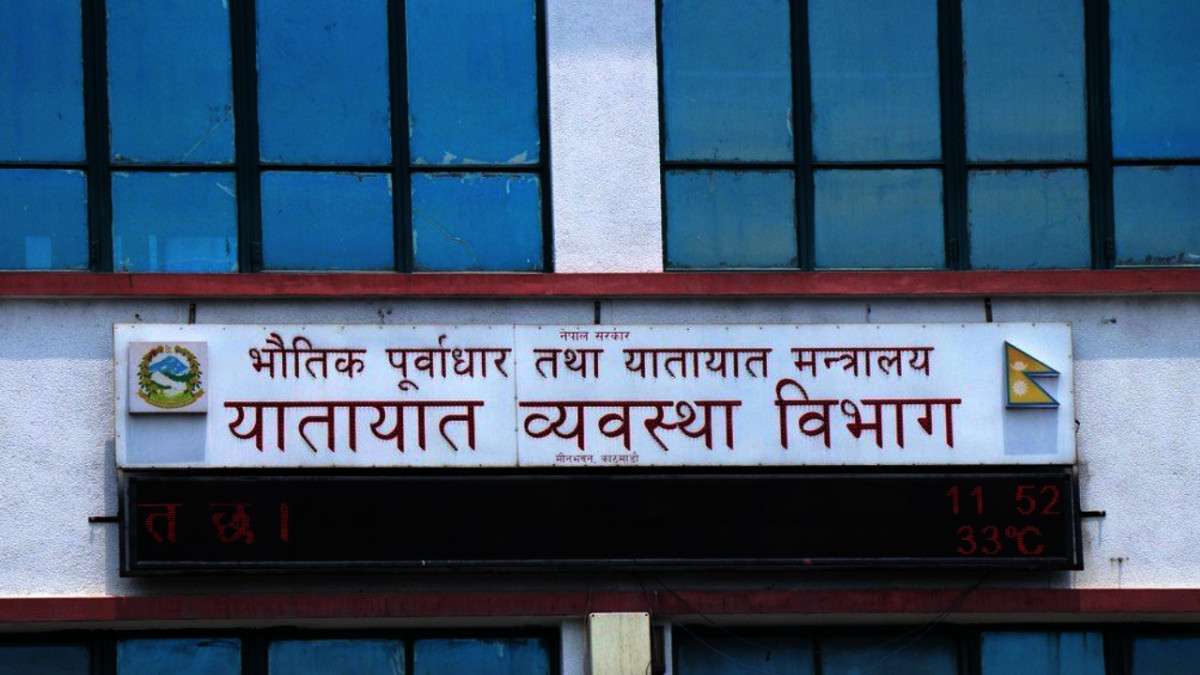 नेपाल सरकार
भौतिक पूर्वाधार तथा यातायात मन्त्रालय
यातायात व्यवस्था विभाग
मीनभवन, काठमाडौं
त छ। 11 52
33°C